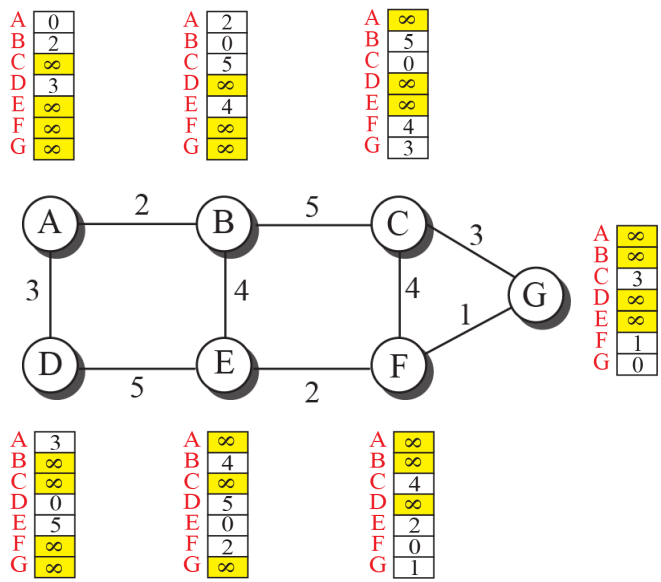 A 0
B 2
C ∞
D 3
E ∞
F ∞
G ∞
A 2
B 0
C 5
D ∞
E 4
F ∞
G ∞
A ∞
B 5
C 0
D ∞
E ∞
F 4
G 3
A 2 B 5 C
3 4 4 3 1 G
D 5 E 2 F
A ∞
B ∞
C 3
D ∞
E ∞
F 1
G 0
A 3
B ∞
C ∞
D 0
E 5
F ∞
G ∞
A ∞
B 4
C ∞
D 5
E 0
F 2
G ∞
A ∞
B ∞
C 4
D ∞
E 2
F 0
G 1